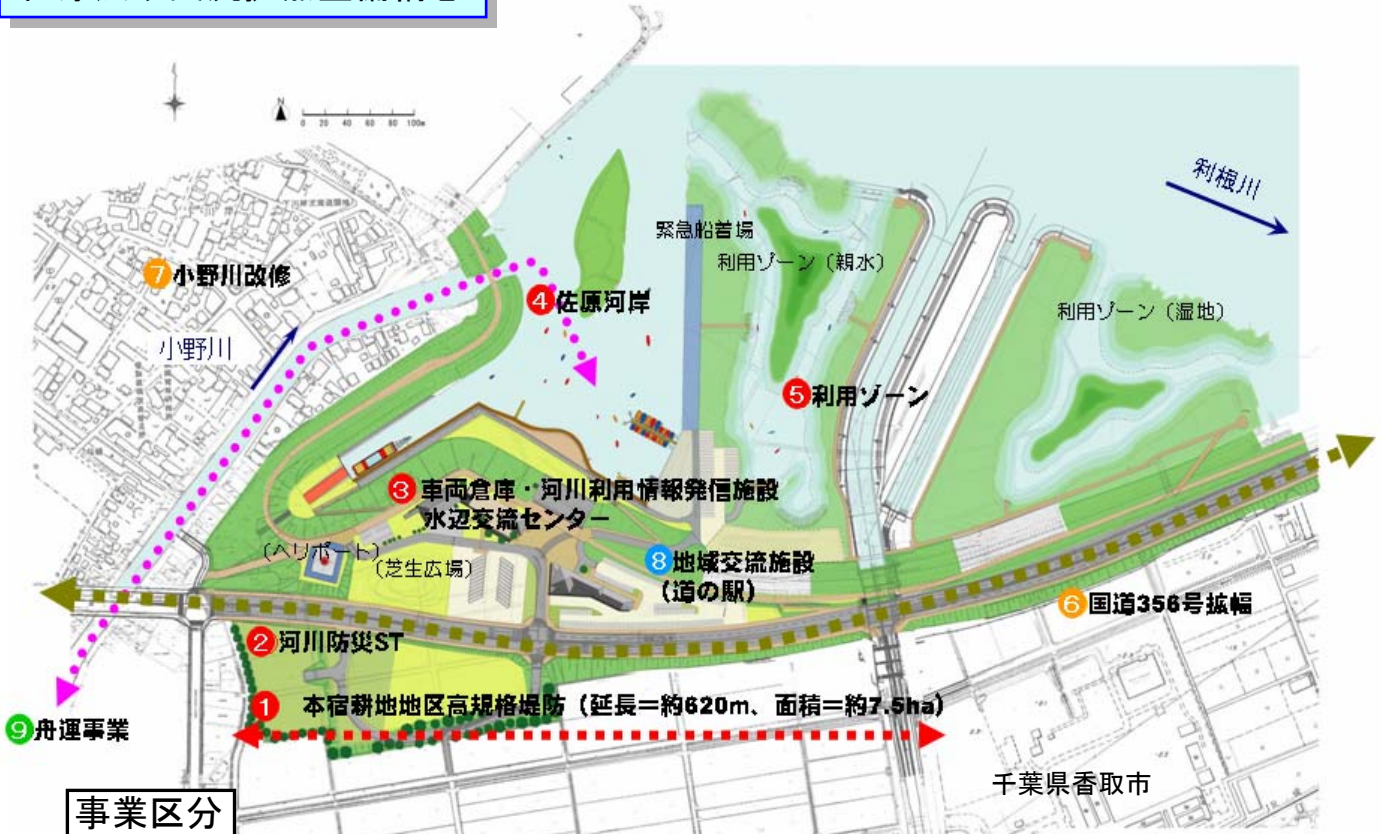 N
0 20 40 60 80 100m
利根川
緊急船着場
利用ゾーン（親水）
⑦小野川改修
④佐原河岸
利用ゾーン（湿地）
小野川
⑤利用ゾーン
③車両倉庫・河川利用情報発信施設
水辺交流センター
（ヘリポート）
（芝生広場）
⑧地域交流施設
（道の駅）
⑥国道356号拡幅
②河川防災ST
①本宿耕地地区高規格堤防（延長＝約620m、面積＝約7.5ha）
⑨舟運事業
千葉県香取市
事業区分